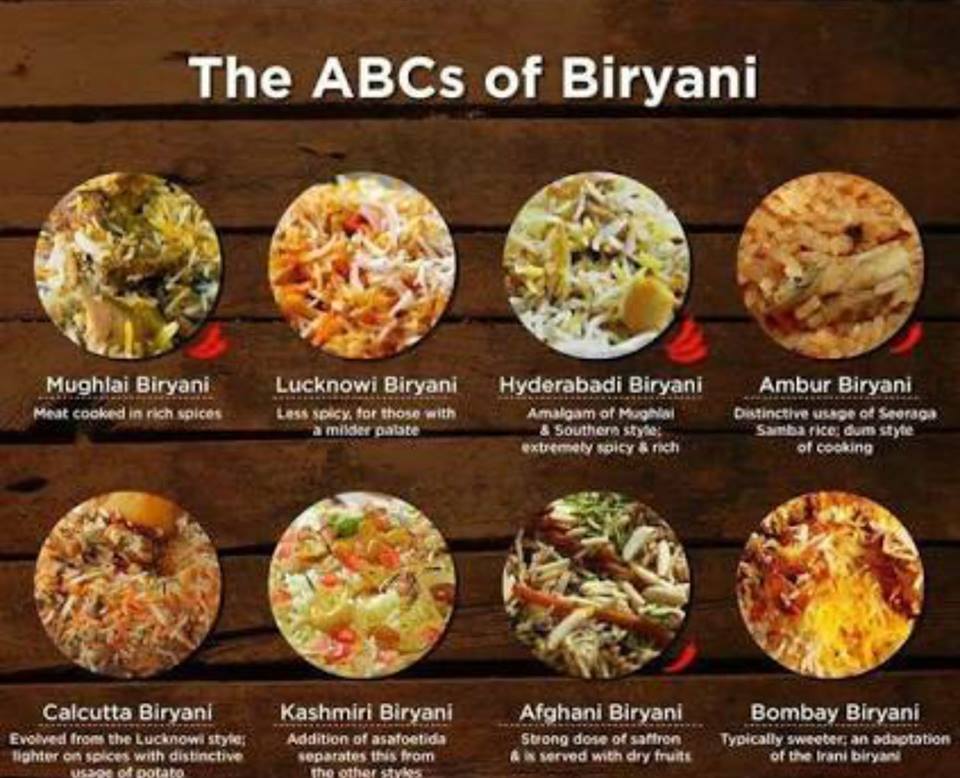 The ABCs of Biryani
Mughlai Biryani
Meat cooked in rich spices
Lucknowi Biryani
Less spicy, for those with
a milder palate
Hyderabadi Biryani
Amalgam of Mughlai
& Southern style;
extremely spicy & rich
Ambur Biryani
Distinctive usage of Seeraga
Samba rice; dum style
of cooking
Calcutta Biryani
Evolved from the Lucknowi style;
lighter on spices with distinctive
usage of potato
Kashmiri Biryani
Addition of asafoetida
separates this from
the other styles
Afghani Biryani
Strong dose of saffron
& is served with dry fruits
Bombay Biryani
Typically sweeter; an adaptation
of the Irani biryani